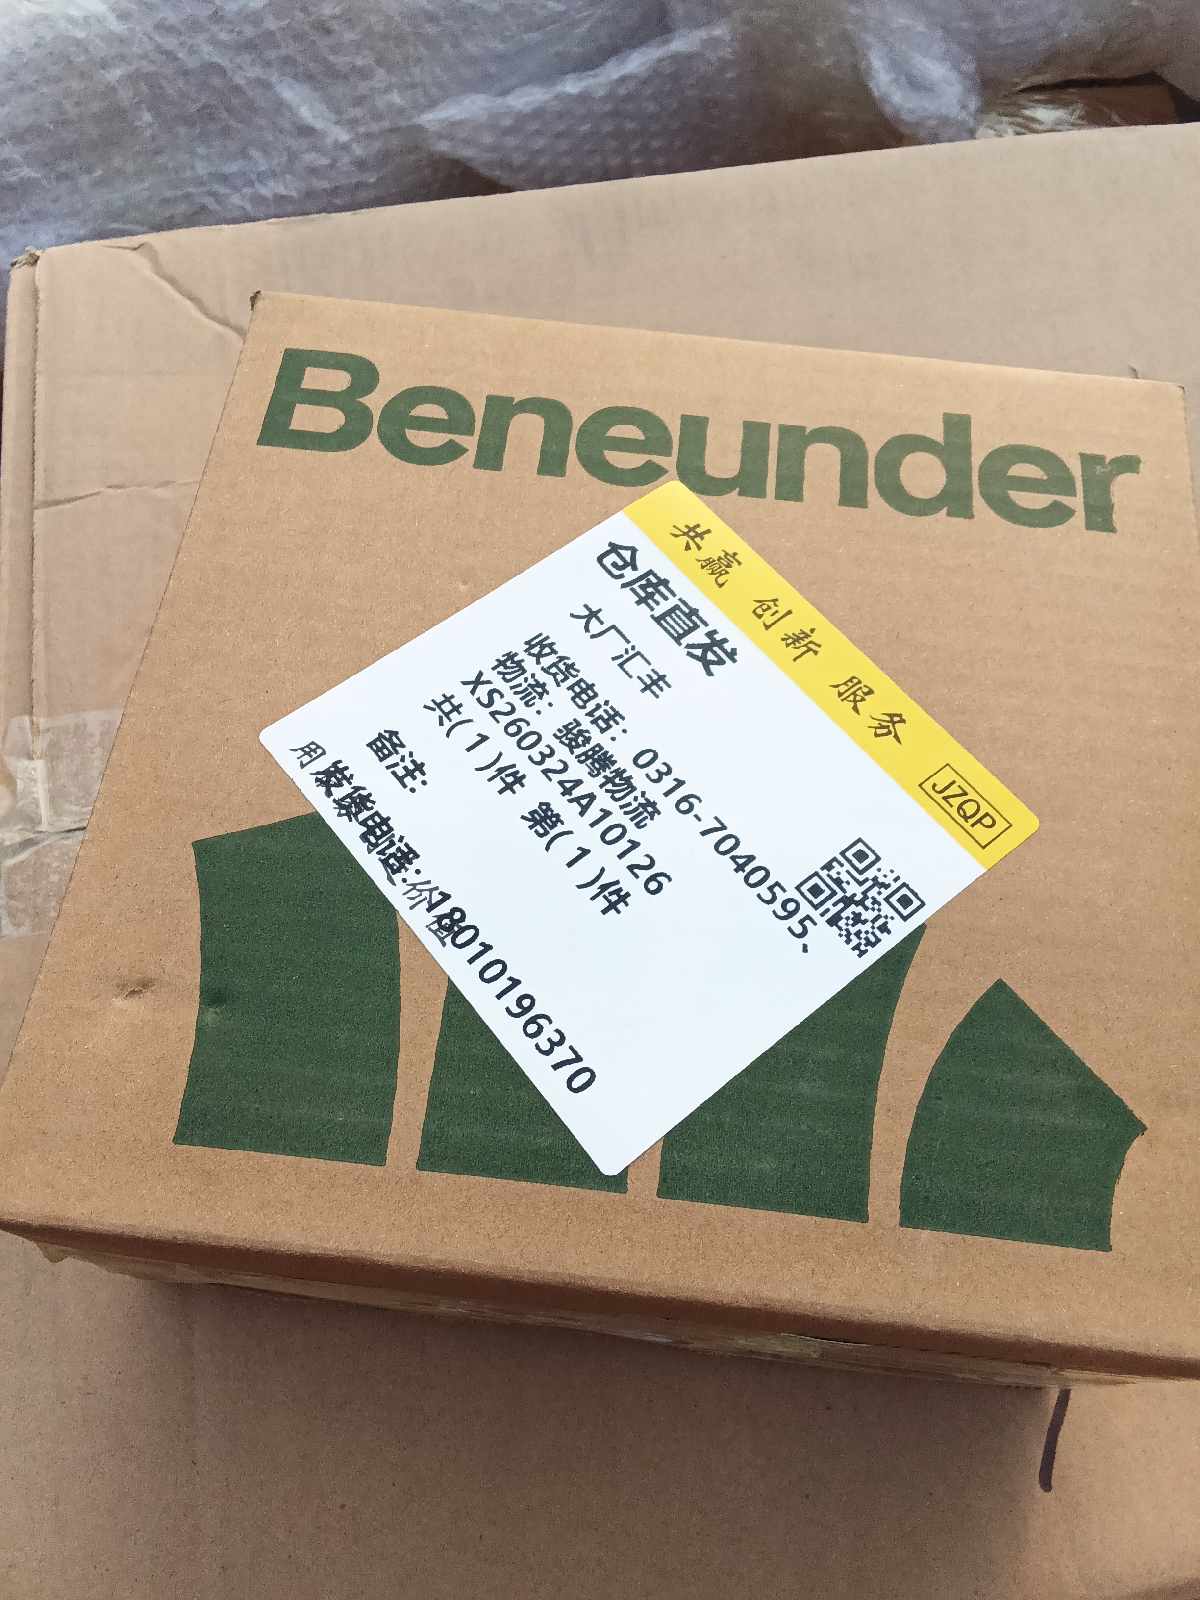 Beneunder
共赢 创新 服务
JZQP
仓库直发
大厂汇丰
收货电话：0316-7040595、
物流：骏腾物流
XS260324A10126
共(1)件 第(1)件
备注：
发货电话：18010196370